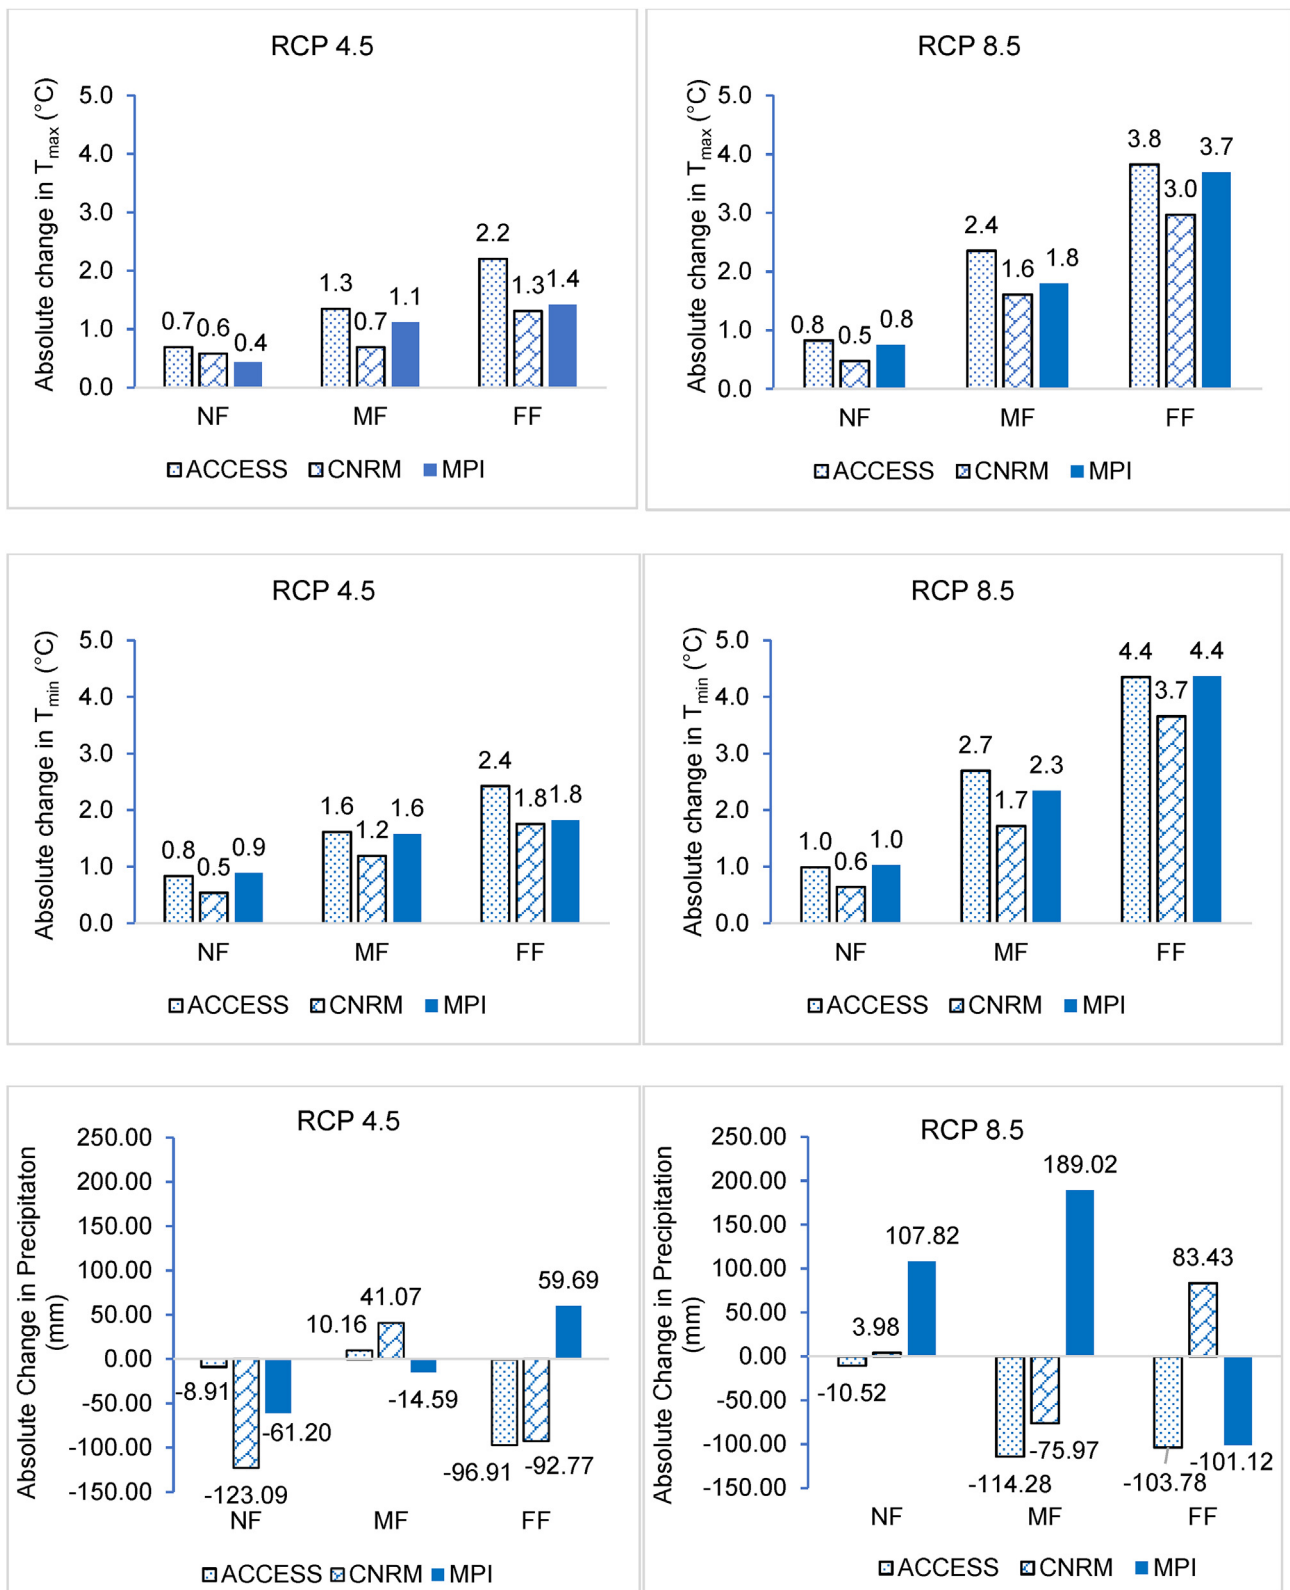 RCP 4.5
Absolute change in Tmax (°C)
5.0
4.0
3.0
2.0
1.0
0.0
0.7 0.6 0.4
1.3 0.7 1.1
2.2 1.3 1.4
NF MF FF
ACCESS CNRM MPI
RCP 8.5
Absolute change in Tmax (°C)
5.0
4.0
3.0
2.0
1.0
0.0
0.8 0.5 0.8
2.4 1.6 1.8
3.8 3.0 3.7
NF MF FF
ACCESS CNRM MPI
RCP 4.5
Absolute change in Tmin (°C)
5.0
4.0
3.0
2.0
1.0
0.0
0.8 0.5 0.9
1.6 1.2 1.6
2.4 1.8 1.8
NF MF FF
ACCESS CNRM MPI
RCP 8.5
Absolute change in Tmin (°C)
5.0
4.0
3.0
2.0
1.0
0.0
1.0 0.6 1.0
2.7 1.7 2.3
4.4 3.7 4.4
NF MF FF
ACCESS CNRM MPI
RCP 4.5
Absolute Change in Precipitaton
(mm)
250.00
200.00
150.00
100.00
50.00
0.00
-50.00
-100.00
-150.00
-8.91 -123.09 -61.20
10.16 41.07 -14.59
-96.91 -92.77 59.69
NF MF FF
ACCESS CNRM MPI
RCP 8.5
Absolute Change in Precipitation
(mm)
250.00
200.00
150.00
100.00
50.00
0.00
-50.00
-100.00
-150.00
-10.52 3.98 107.82
-114.28 -75.97 189.02
-103.78 83.43 -101.12
NF MF FF
ACCESS CNRM MPI